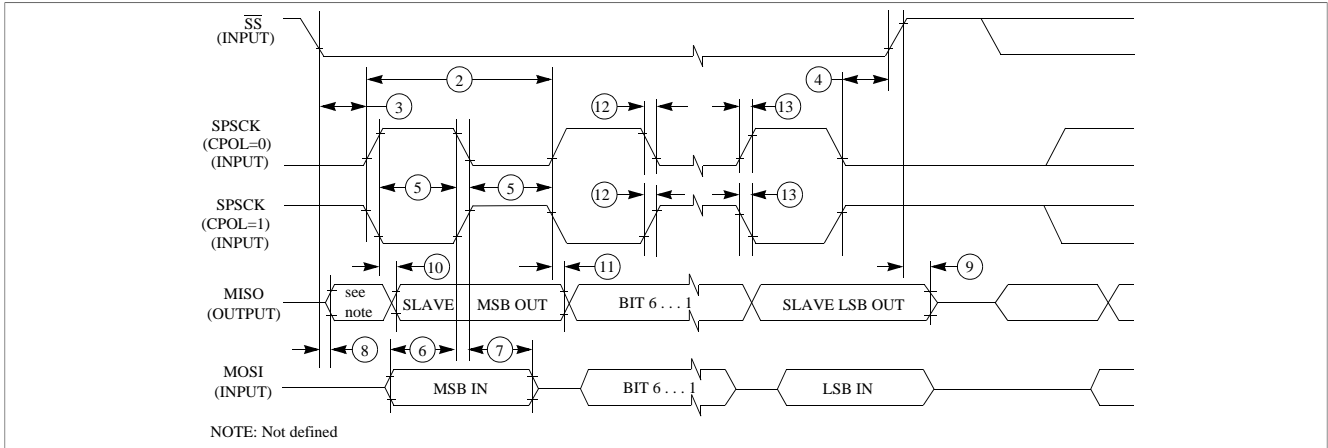 SS
(INPUT)
2
4
3
12
13
SPSCK
(CPOL=0)
(INPUT)
5
5
12
13
SPSCK
(CPOL=1)
(INPUT)
10
11
9
MISO
(OUTPUT)
see
note
SLAVE
MSB OUT
BIT 6 . . . 1
SLAVE LSB OUT
8
6
7
MOSI
(INPUT)
MSB IN
BIT 6 . . . 1
LSB IN
NOTE: Not defined